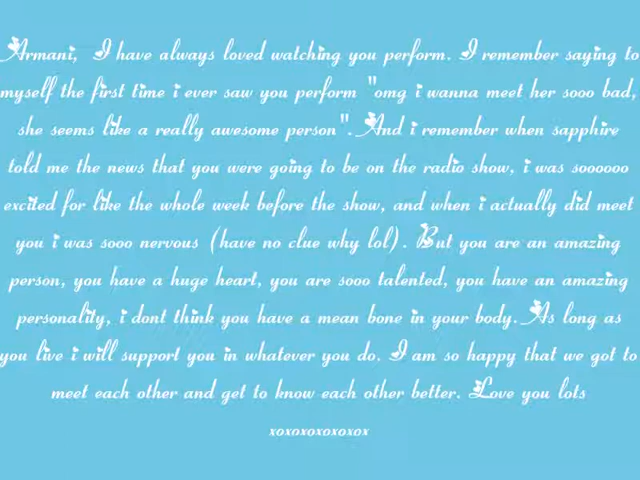 Armani, I have always loved watching you perform. I remember saying to
myself the first time i ever saw you perform "omg i wanna meet her sooo bad,
she seems like a really awesome person". And i remember when sapphire
told me the news that you were going to be on the radio show, i was soooooo
excited for like the whole week before the show, and when i actually did meet
you i was sooo nervous (have no clue why lol). But you are an amazing
person, you have a huge heart, you are sooo talented, you have an amazing
personality, i dont think you have a mean bone in your body. As long as
you live i will support you in whatever you do. I am so happy that we got to
meet each other and get to know each other better. Love you lots
xoxoxoxoxoxox